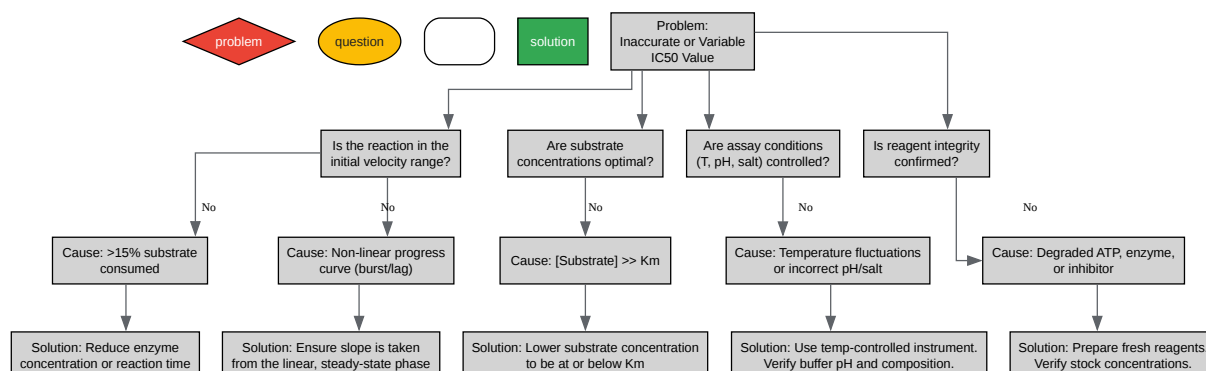 problem
question
solution
Problem:
Inaccurate or Variable
IC50 Value
Is the reaction in the
initial velocity range?
Are substrate
concentrations optimal?
Are assay conditions
(T, pH, salt) controlled?
Is reagent integrity
confirmed?
No
No
No
No
No
Cause: >15% substrate
consumed
Cause: Non-linear progress
curve (burst/lag)
Cause: [Substrate] >> Km
Cause: Temperature fluctuations
or incorrect pH/salt
Cause: Degraded ATP, enzyme,
or inhibitor
Solution: Reduce enzyme
concentration or reaction time
Solution: Ensure slope is taken
from the linear, steady-state phase
Solution: Lower substrate concentration
to be at or below Km
Solution: Use temp-controlled instrument.
Verify buffer pH and composition.
Solution: Prepare fresh reagents.
Verify stock concentrations.